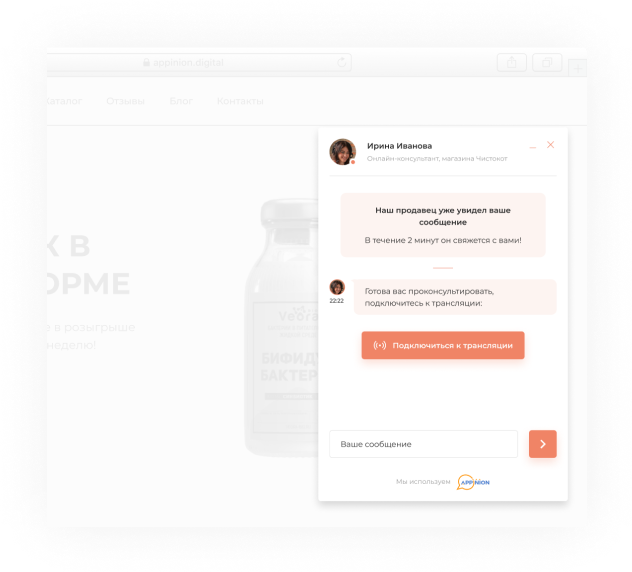 appinion.digital
Каталог Отзывы Блог Контакты
Ирина Иванова
Онлайн-консультант, магазина Чистокот
К В
ОРМЕ
в розыгрыше
неделю!
Veora
БИФИДУ
БАКТЕР
Наш продавец уже увидел ваше
сообщение
В течение 2 минут он свяжется с вами!
22:22
Готова вас проконсультировать,
подключитесь к трансляции:
Подключиться к трансляции
Ваше сообщение
Мы используем APPINION